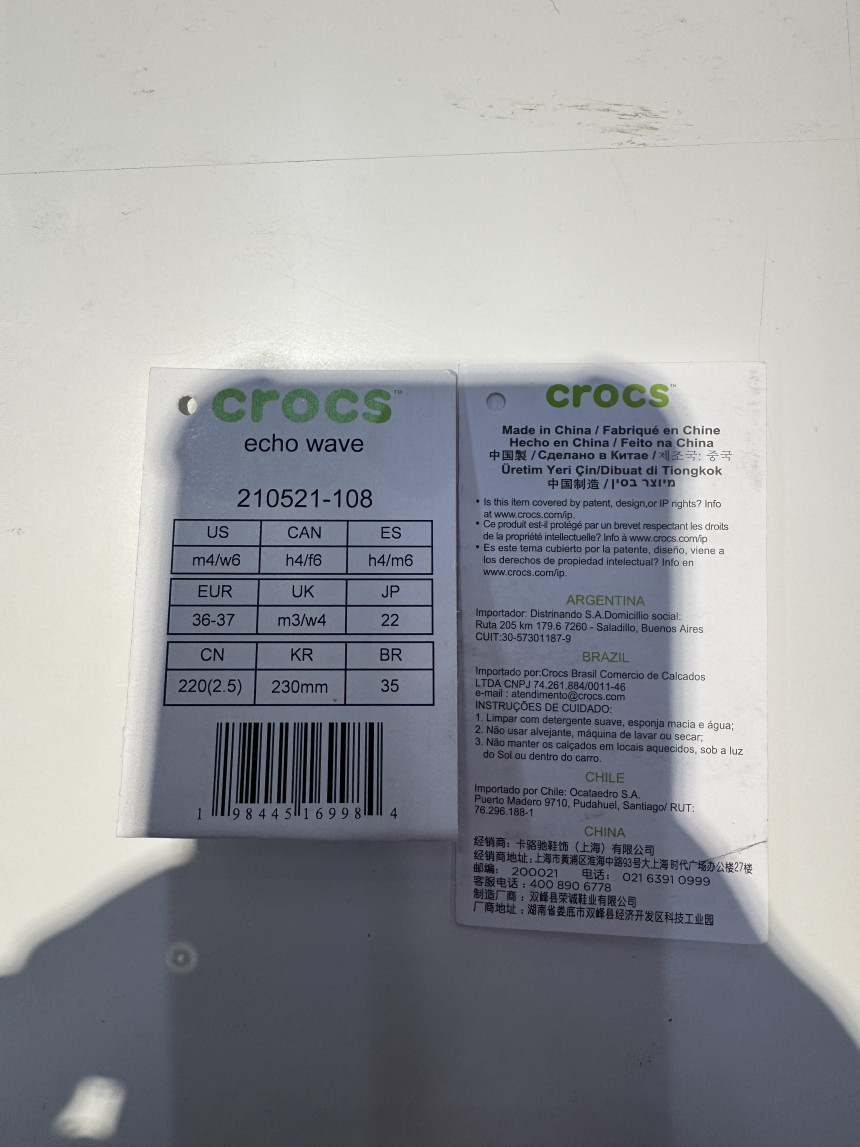 crocs™
echo wave
210521-108
US CAN ES
m4/w6 h4/f6 h4/m6
EUR UK JP
36-37 m3/w4 22
CN KR BR
220(2.5) 230mm 35
1 98445 16998 4
crocs™
Made in China / Fabriqué en Chine
Hecho en China / Feito na China
中国製 / Сделано в Китае / 제조국: 중국
Üretim Yeri Çin/Dibuat di Tiongkok
中国制造 / מיוצר בסין
• Is this item covered by patent, design,or IP rights? Info
at www.crocs.com/ip.
• Ce produit est-il protégé par un brevet respectant les droits
de la propriété intellectuelle? Info à www.crocs.com/ip
• Es este tema cubierto por la patente, diseño, viene a
los derechos de propiedad intelectual? Info en
www.crocs.com/ip.
ARGENTINA
Importador: Distrinando S.A.Domicillio social:
Ruta 205 km 179.6 7260 - Saladillo, Buenos Aires
CUIT:30-57301187-9
BRAZIL
Importado por:Crocs Brasil Comercio de Calcados
LTDA CNPJ 74.261.884/0011-46
e-mail : atendimento@crocs.com
INSTRUÇÕES DE CUIDADO:
1. Limpar com detergente suave, esponja macia e água;
2. Não usar alvejante, máquina de lavar ou secar;
3. Não manter os calçados em locais aquecidos, sob a luz
do Sol ou dentro do carro.
CHILE
Importado por Chile: Ocataedro S.A.
Puerto Madero 9710, Pudahuel, Santiago/ RUT:
76.296.188-1
CHINA
经销商：卡骆驰鞋饰（上海）有限公司
经销商地址：上海市黄浦区淮海中路93号大上海时代广场办公楼27楼
邮编： 200021 电话： 021 6391 0999
客服电话：400 890 6778
制造厂商：双峰县荣诚鞋业有限公司
厂商地址：湖南省娄底市双峰县经济开发区科技工业园